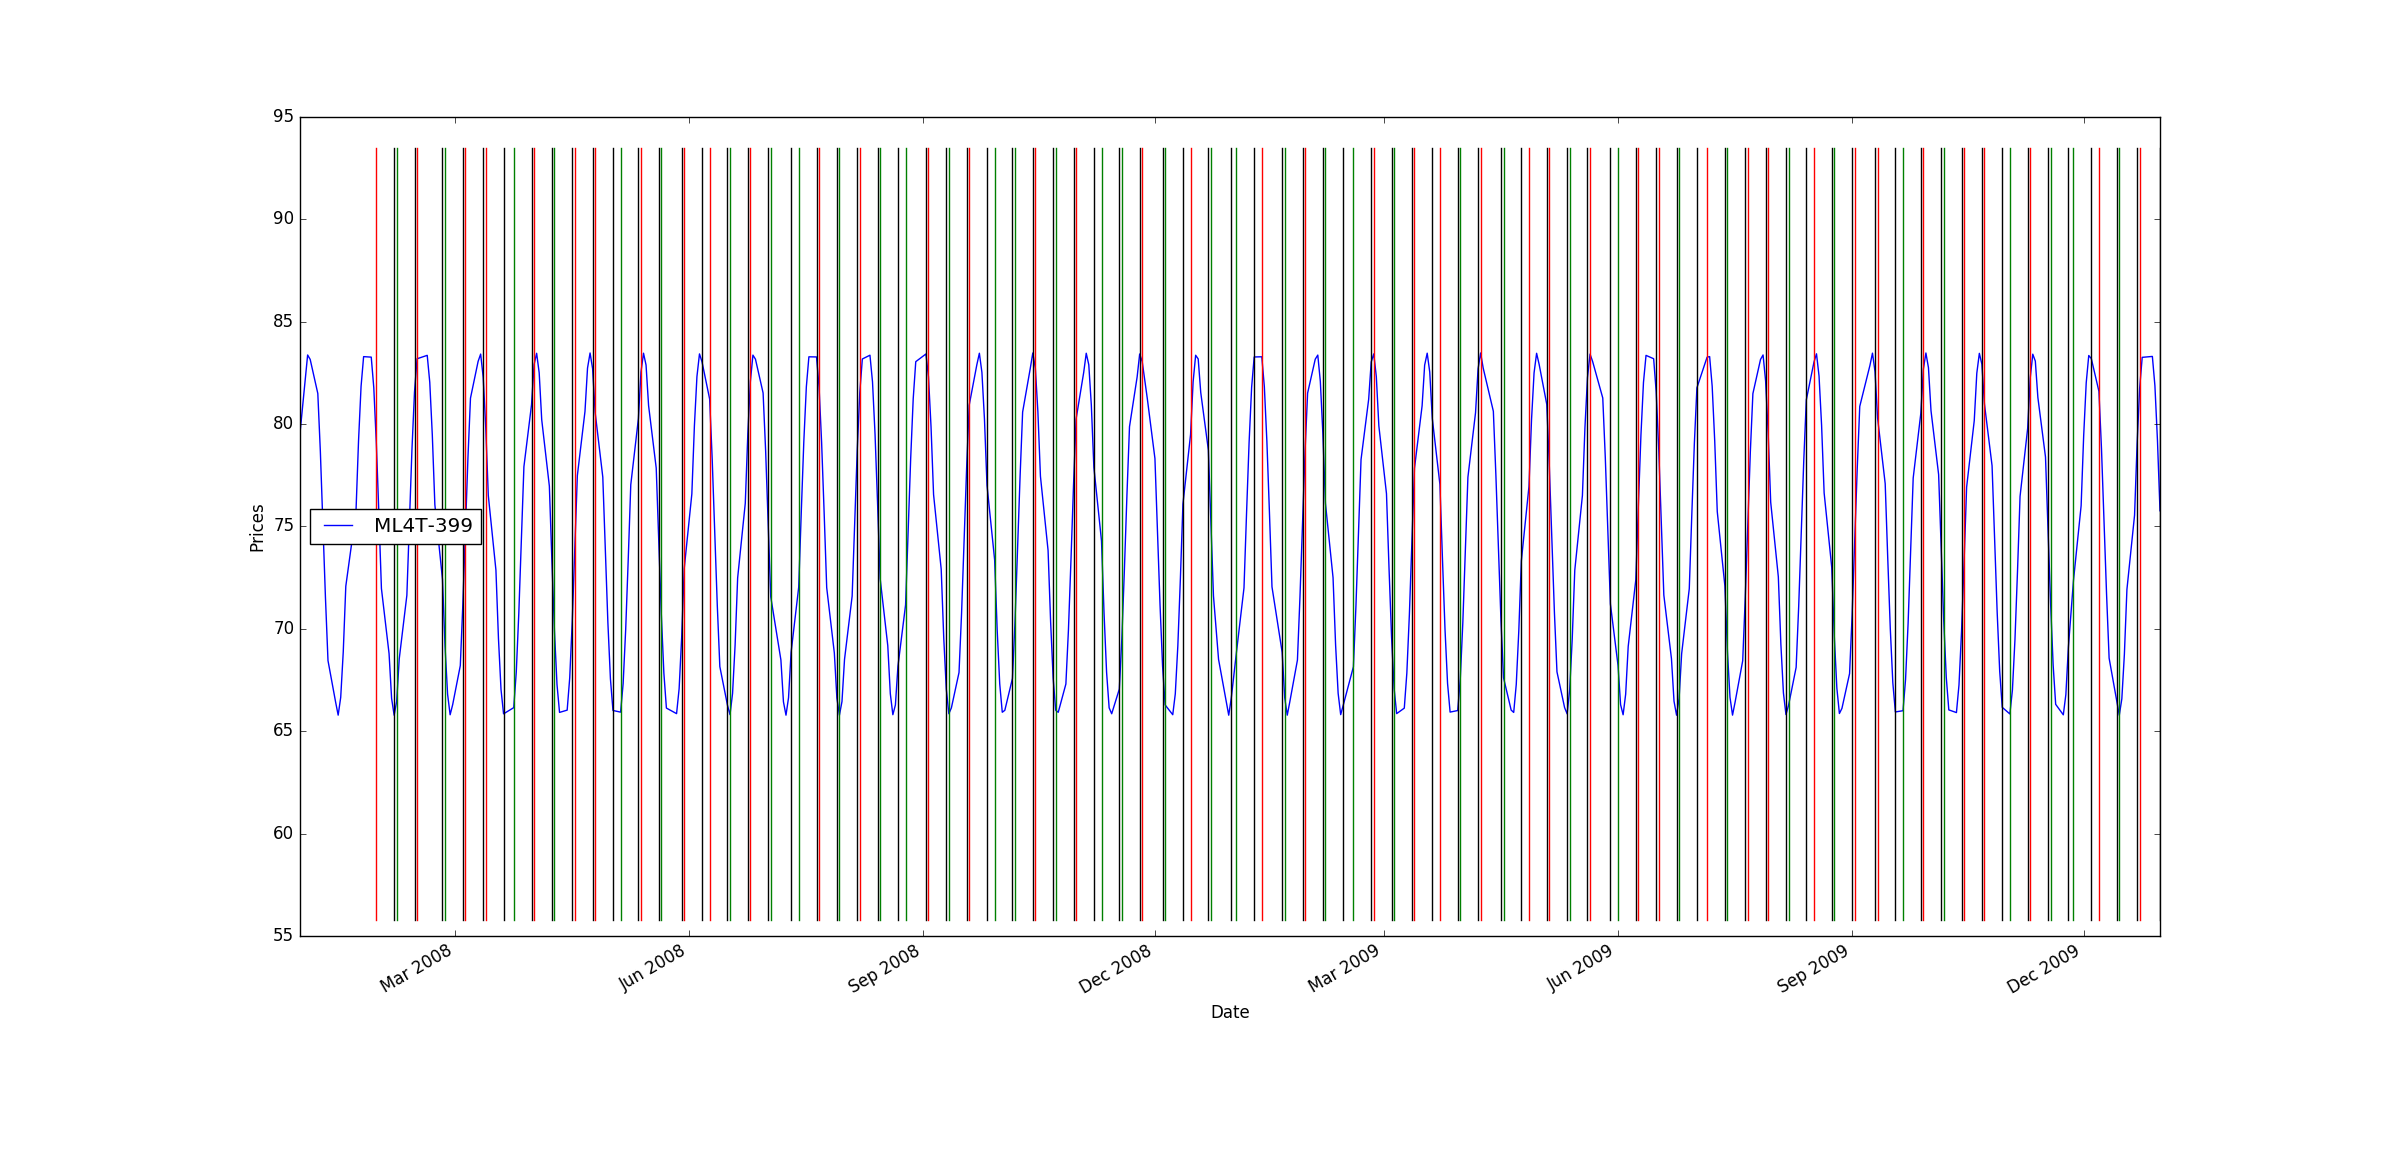 95
90
85
80
75
70
65
60
55
Prices
ML4T-399
Mar 2008
Jun 2008
Sep 2008
Dec 2008
Mar 2009
Jun 2009
Sep 2009
Dec 2009
Date